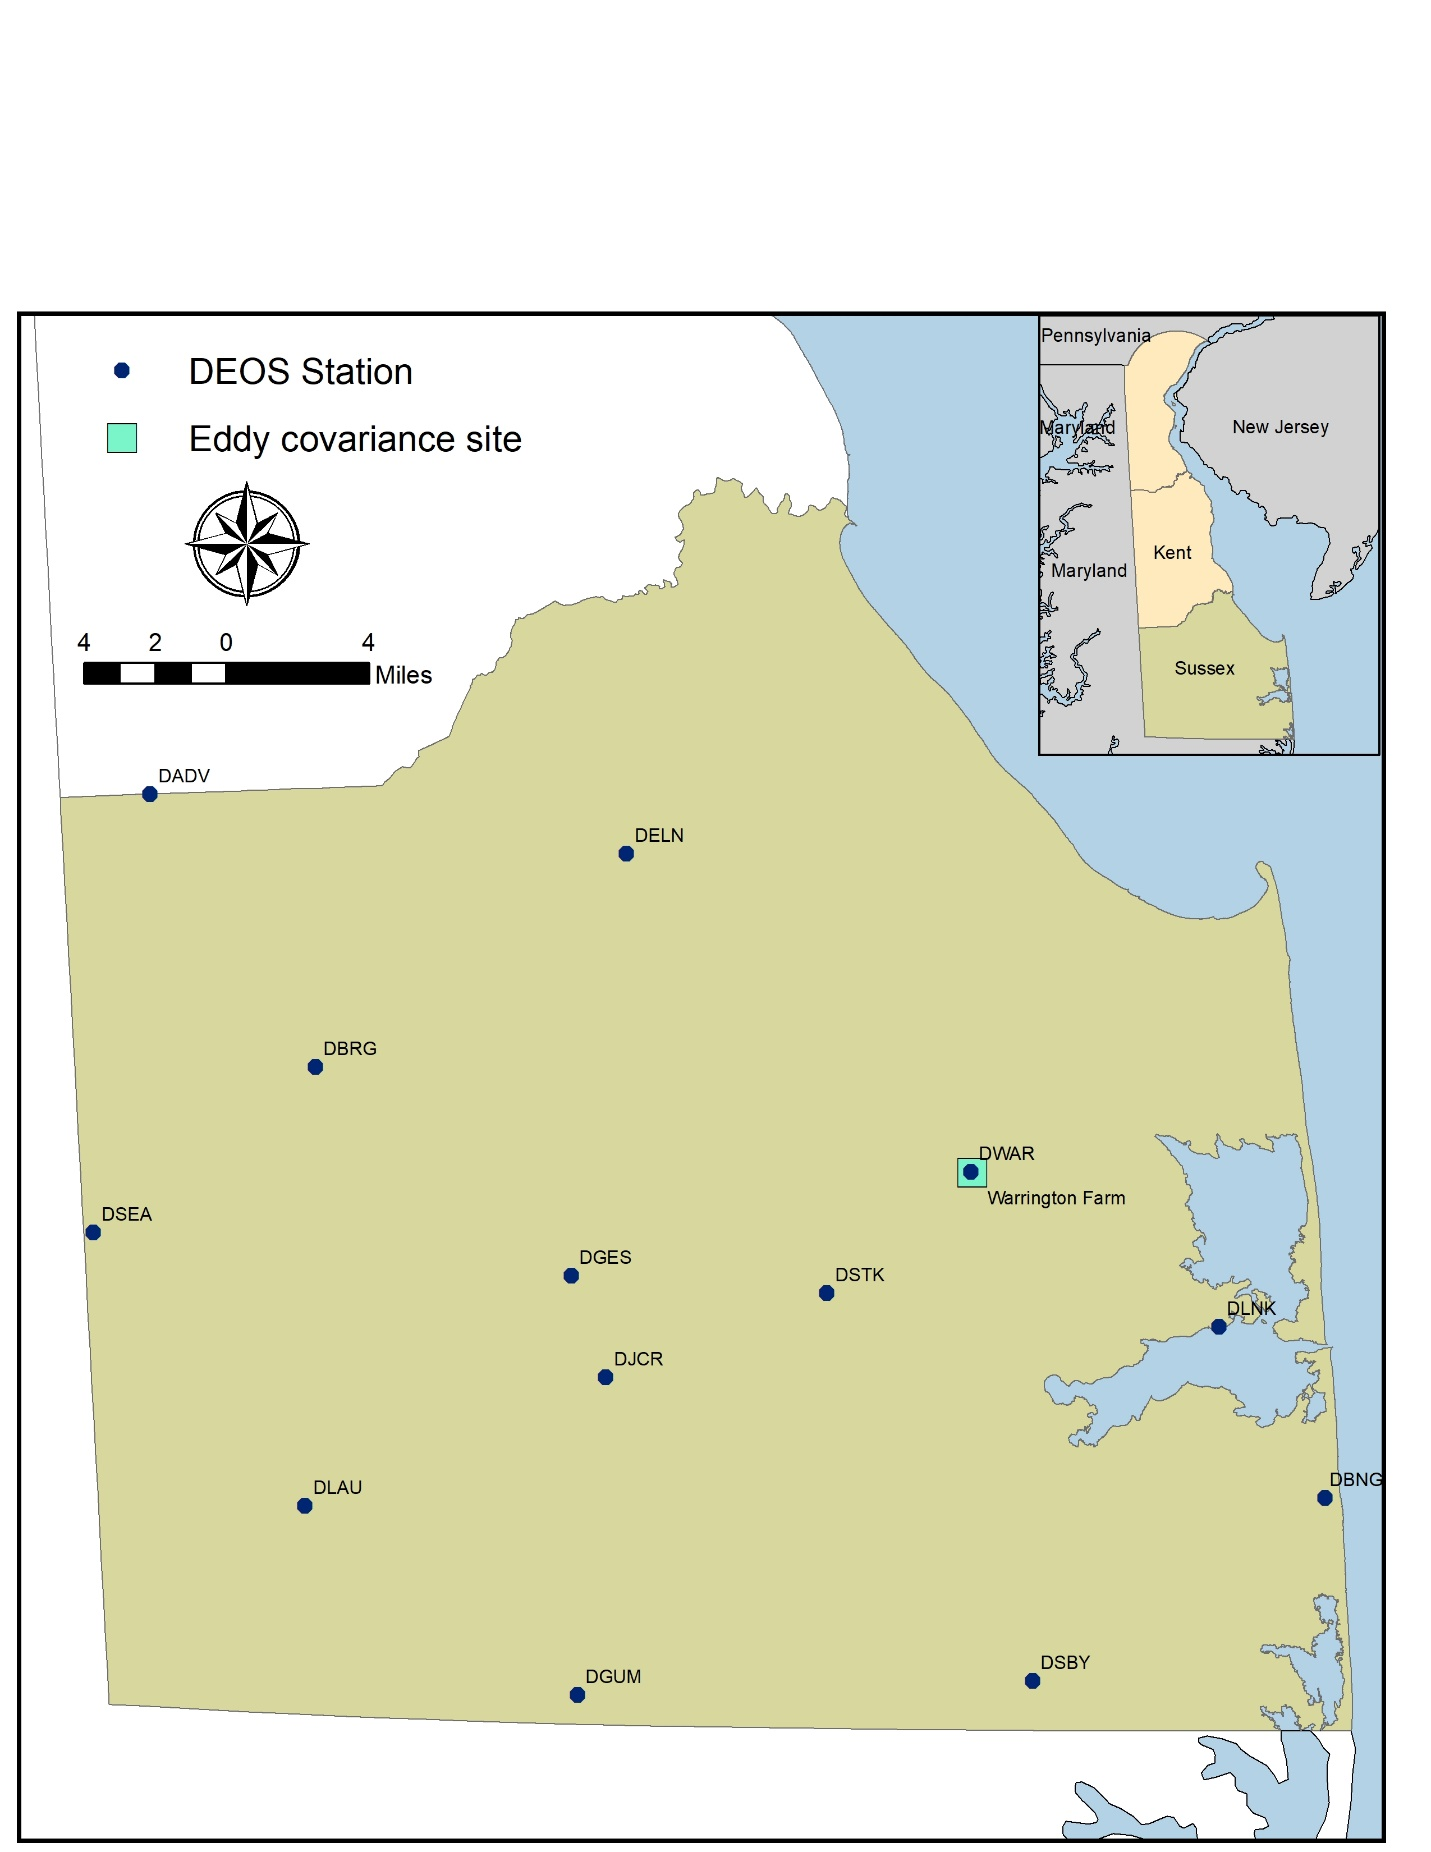 DEOS Station
Eddy covariance site
4 2 0 4
Miles
Pennsylvania
Maryland
New Jersey
Kent
Maryland
Sussex
DADV
DELN
DBRG
DWAR
Warrington Farm
DSEA
DGES
DSTK
DLNK
DJCR
DLAU
DBNG
DGUM
DSBY